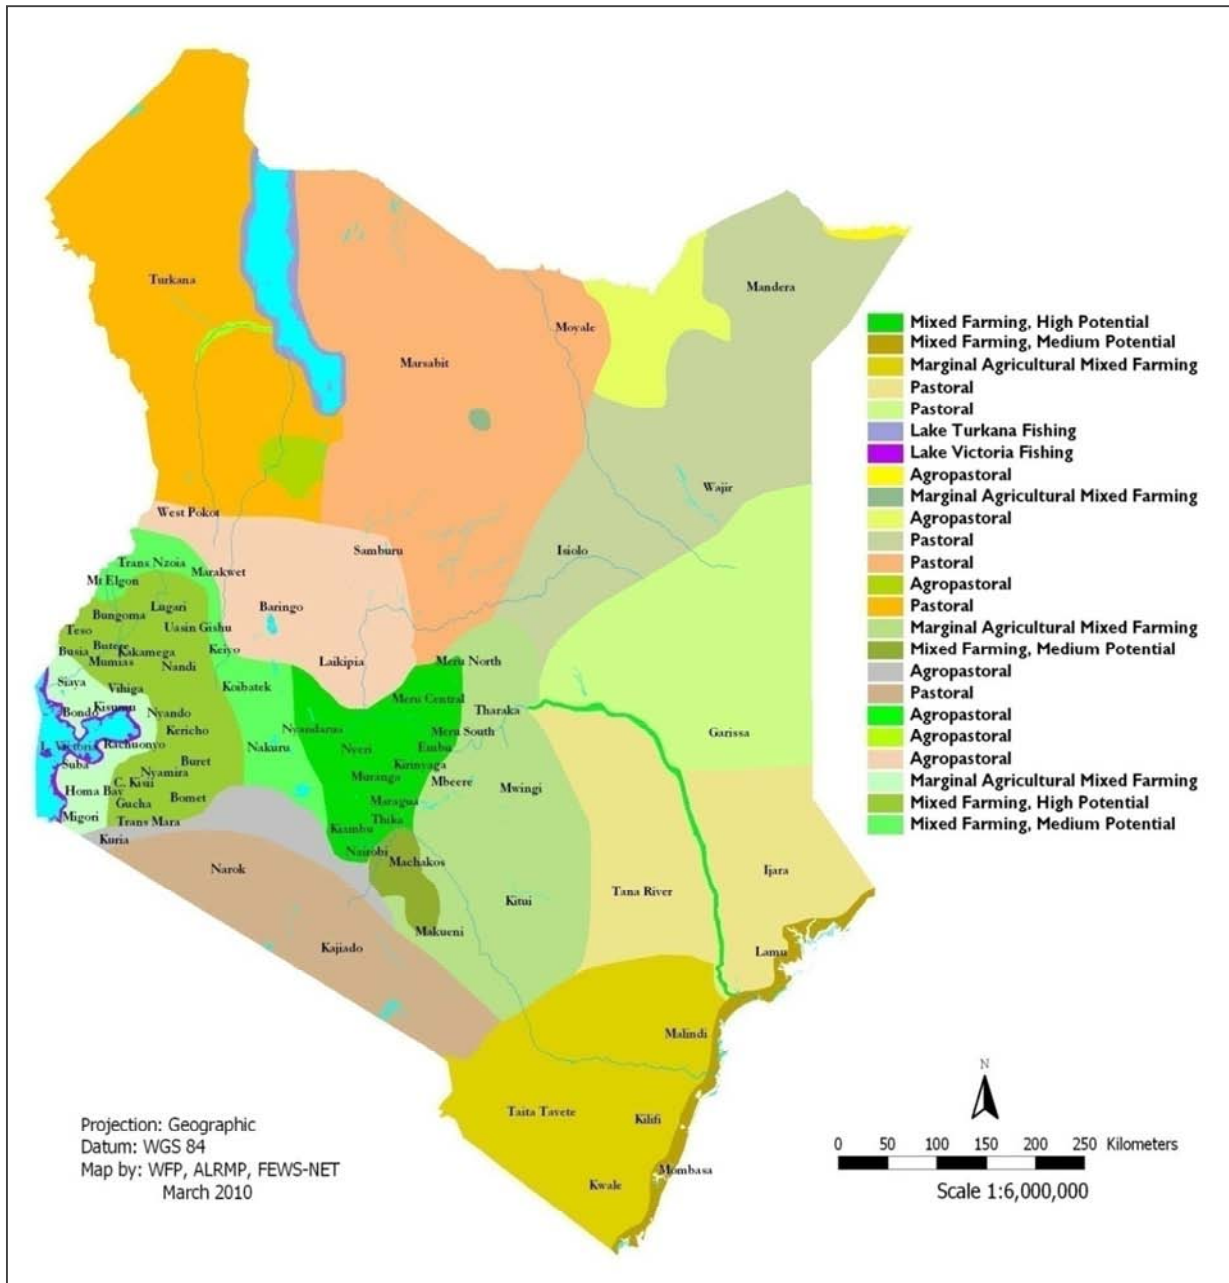 Turkana
Mandera
Moyale
Marsabit
Wajir
West Pokot
Samburu
Isiolo
Trans Nzoia
Marakwet
Mt Elgon
Baringo
Lugari
Bungoma
Uasin Gishu
Teso
Butere
Kakamega
Keiyo
Busia
Mumias
Nandi
Laikipia
Meru North
Siaya
Vihiga
Koibatek
Meru Central
Kisumu
Bondo
Nyando
Tharaka
Kericho
Nyandarua
Meru South
Garissa
L. Victoria
Rachuonyo
Nakuru
Nyeri
Embu
Suba
Buret
Kirinyaga
Nyamira
Muranga
Mbeere
Mwingi
Homa Bay
C. Kisii
Gucha
Bomet
Maragua
Migori
Trans Mara
Thika
Kiambu
Kuria
Nairobi
Machakos
Narok
Ijara
Tana River
Kitui
Makueni
Kajiado
Lamu
Malindi
Taita Tavete
Kilifi
Mombasa
Kwale
Mixed Farming, High Potential
Mixed Farming, Medium Potential
Marginal Agricultural Mixed Farming
Pastoral
Pastoral
Lake Turkana Fishing
Lake Victoria Fishing
Agropastoral
Marginal Agricultural Mixed Farming
Agropastoral
Pastoral
Pastoral
Agropastoral
Pastoral
Marginal Agricultural Mixed Farming
Mixed Farming, Medium Potential
Agropastoral
Pastoral
Agropastoral
Agropastoral
Agropastoral
Marginal Agricultural Mixed Farming
Mixed Farming, High Potential
Mixed Farming, Medium Potential
Projection: Geographic
Datum: WGS 84
Map by: WFP, ALRMP, FEWS-NET
March 2010
N
0 50 100 150 200 250 Kilometers
Scale 1:6,000,000